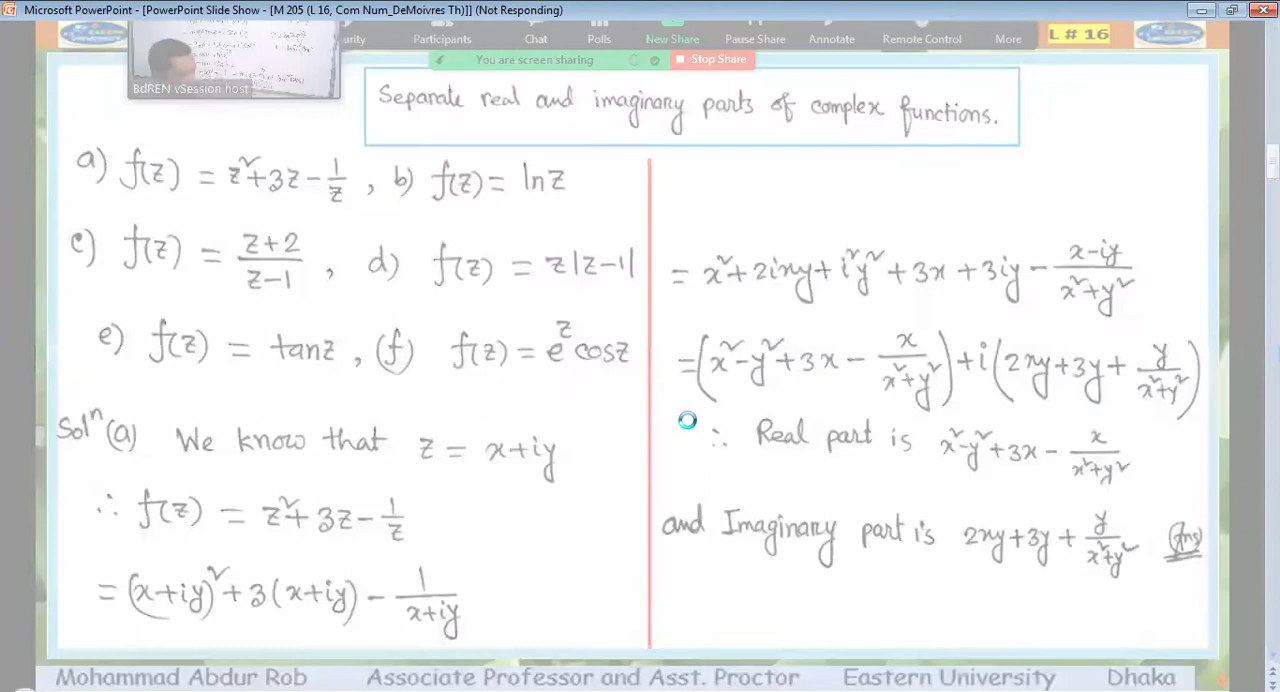 Microsoft PowerPoint - [PowerPoint Slide Show - [M 205 (L 16, Com Num_DeMoivres Th)]] (Not Responding)
Participants Chat Polls New Share Pause Share Annotate Remote Control More
L # 16
You are screen sharing Stop Share
BdREN vSession host
Separate real and imaginary parts of complex functions.
a) f(z) = z²+3z-1/z , b) f(z) = lnz
c) f(z) = (z+2)/(z-1) , d) f(z) = z|z-1|
e) f(z) = tanz , (f) f(z) = e^z cosz
Solⁿ (a) We know that z = x+iy
∴ f(z) = z²+3z-1/z
= (x+iy)²+3(x+iy)-1/(x+iy)
= x²+2ixy+i²y²+3x+3iy-(x-iy)/(x²+y²)
=(x²-y²+3x-x/(x²+y²))+i(2xy+3y+y/(x²+y²))
∴ Real part is x²-y²+3x-x/(x²+y²)
and Imaginary part is 2xy+3y+y/(x²+y²) (Ans)
Mohammad Abdur Rob Associate Professor and Asst. Proctor Eastern University Dhaka